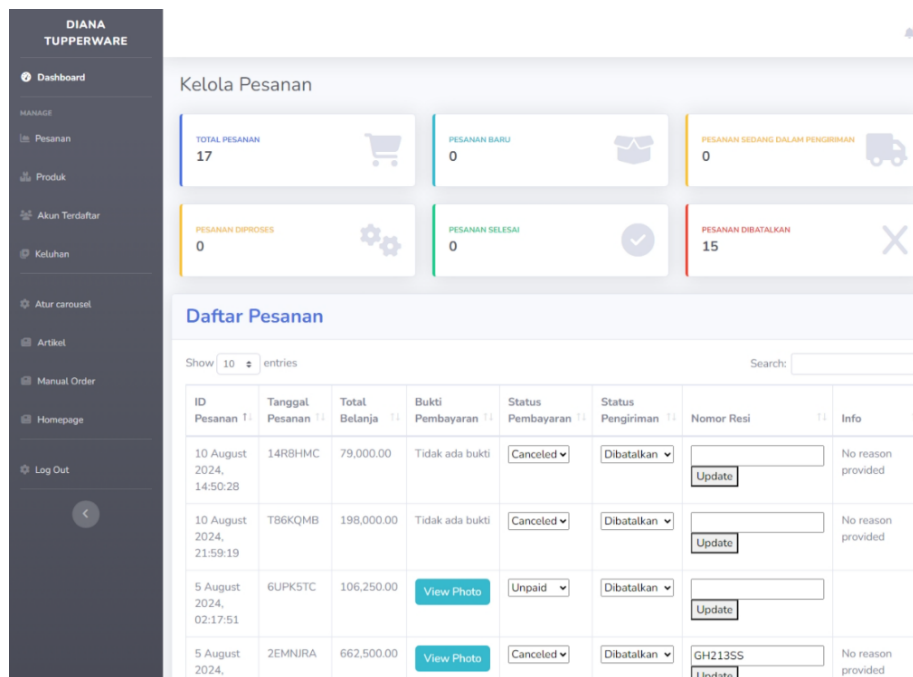 DIANA
TUPPERWARE
Dashboard
MANAGE
Pesanan
Produk
Akun Terdaftar
Keluhan
Atur carousel
Artikel
Manual Order
Homepage
Log Out
Kelola Pesanan
TOTAL PESANAN
17
PESANAN BARU
0
PESANAN SEDANG DALAM PENGIRIMAN
0
PESANAN DIPROSES
0
PESANAN SELESAI
0
PESANAN DIBATALKAN
15
Daftar Pesanan
Show 10 entries Search:
ID Tanggal Total Bukti Status Status
Pesanan Pesanan Belanja Pembayaran Pembayaran Pengiriman Nomor Resi Info
10 August 14R8HMC 79,000.00 Tidak ada bukti Canceled Dibatalkan No reason
2024, Update provided
14:50:28
10 August T86KQMB 198,000.00 Tidak ada bukti Canceled Dibatalkan No reason
2024, Update provided
21:59:19
5 August 6UPK5TC 106,250.00 View Photo Unpaid Dibatalkan
2024, Update
02:17:51
5 August 2EMNJRA 662,500.00 View Photo Canceled Dibatalkan GH213SS No reason
2024, Update provided